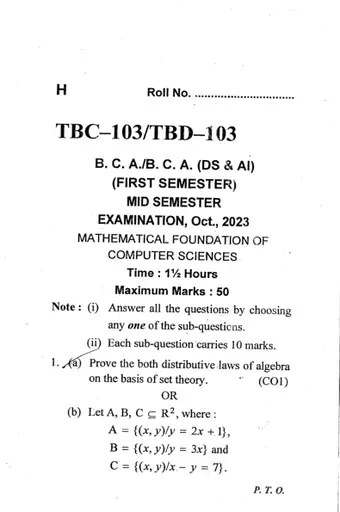 H Roll No. ..............................
TBC–103/TBD–103
B. C. A./B. C. A. (DS & AI)
(FIRST SEMESTER)
MID SEMESTER
EXAMINATION, Oct., 2023
MATHEMATICAL FOUNDATION OF
COMPUTER SCIENCES
Time : 1½ Hours
Maximum Marks : 50
Note : (i) Answer all the questions by choosing
any one of the sub-questions.
(ii) Each sub-question carries 10 marks.
1. (a) Prove the both distributive laws of algebra
on the basis of set theory. (CO1)
OR
(b) Let A, B, C ⊆ R², where :
A = {(x, y)/y = 2x + 1},
B = {(x, y)/y = 3x} and
C = {(x, y)/x – y = 7}.
P. T. O.